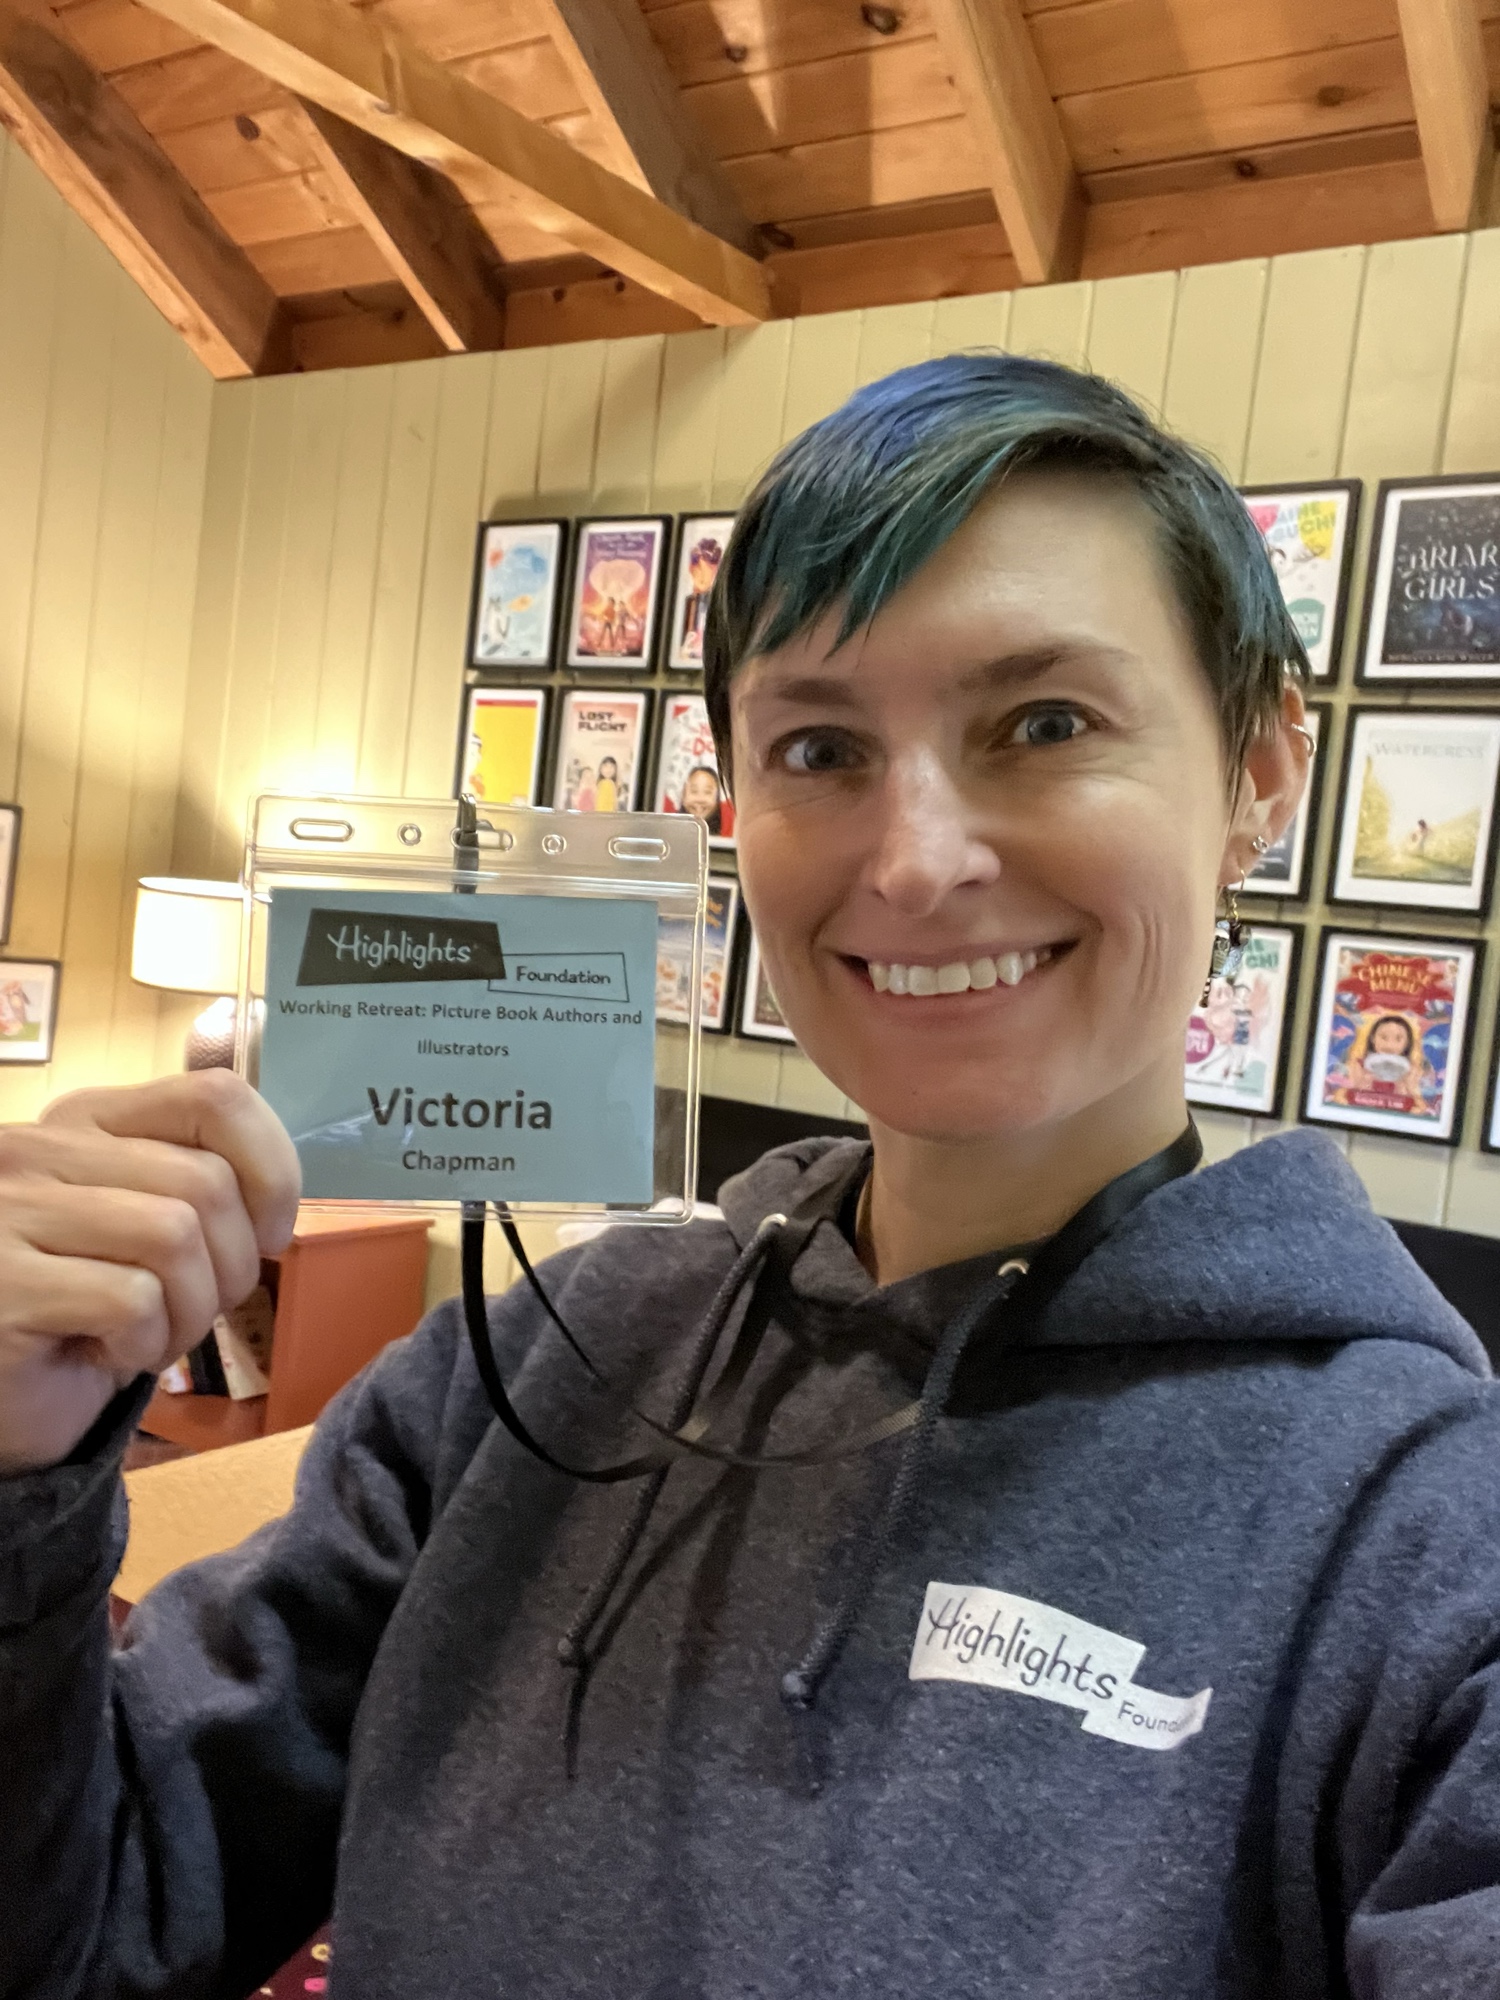 LOST
FLIGHT
BRIAR
GIRLS
WATERCRESS
CHINESE
MENU
Highlights
Foundation
Working Retreat: Picture Book Authors and
Illustrators
Victoria
Chapman
Highlights